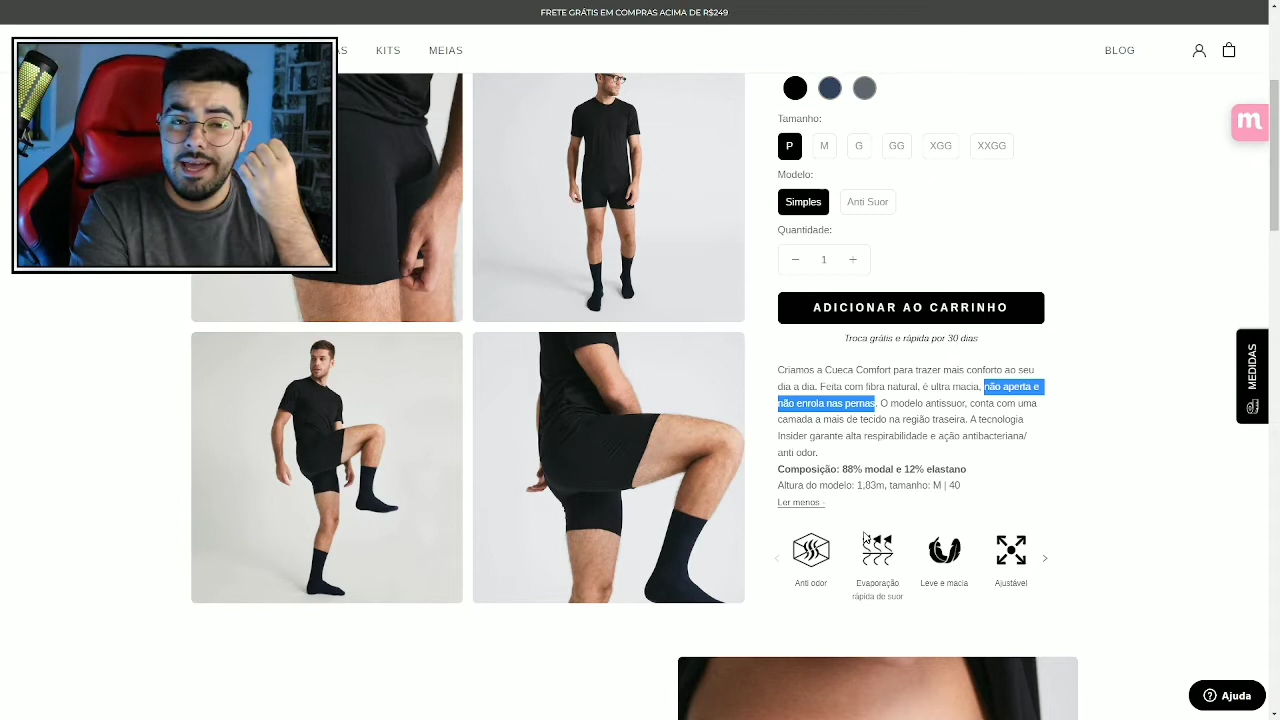 FRETE GRÁTIS EM COMPRAS ACIMA DE R$249
AS KITS MEIAS BLOG
m
Tamanho:
P M G GG XGG XXGG
Modelo:
Simples Anti Suor
Quantidade:
− 1 +
ADICIONAR AO CARRINHO
Troca grátis e rápida por 30 dias
Criamos a Cueca Comfort para trazer mais conforto ao seu
dia a dia. Feita com fibra natural, é ultra macia, não aperta e
não enrola nas pernas. O modelo antissuor, conta com uma
camada a mais de tecido na região traseira. A tecnologia
Insider garante alta respirabilidade e ação antibacteriana/
anti odor.
Composição: 88% modal e 12% elastano
Altura do modelo: 1,83m, tamanho: M | 40
Ler menos -
Anti odor
Evaporação
rápida de suor
Leve e macia
Ajustável
MEDIDAS
Ajuda